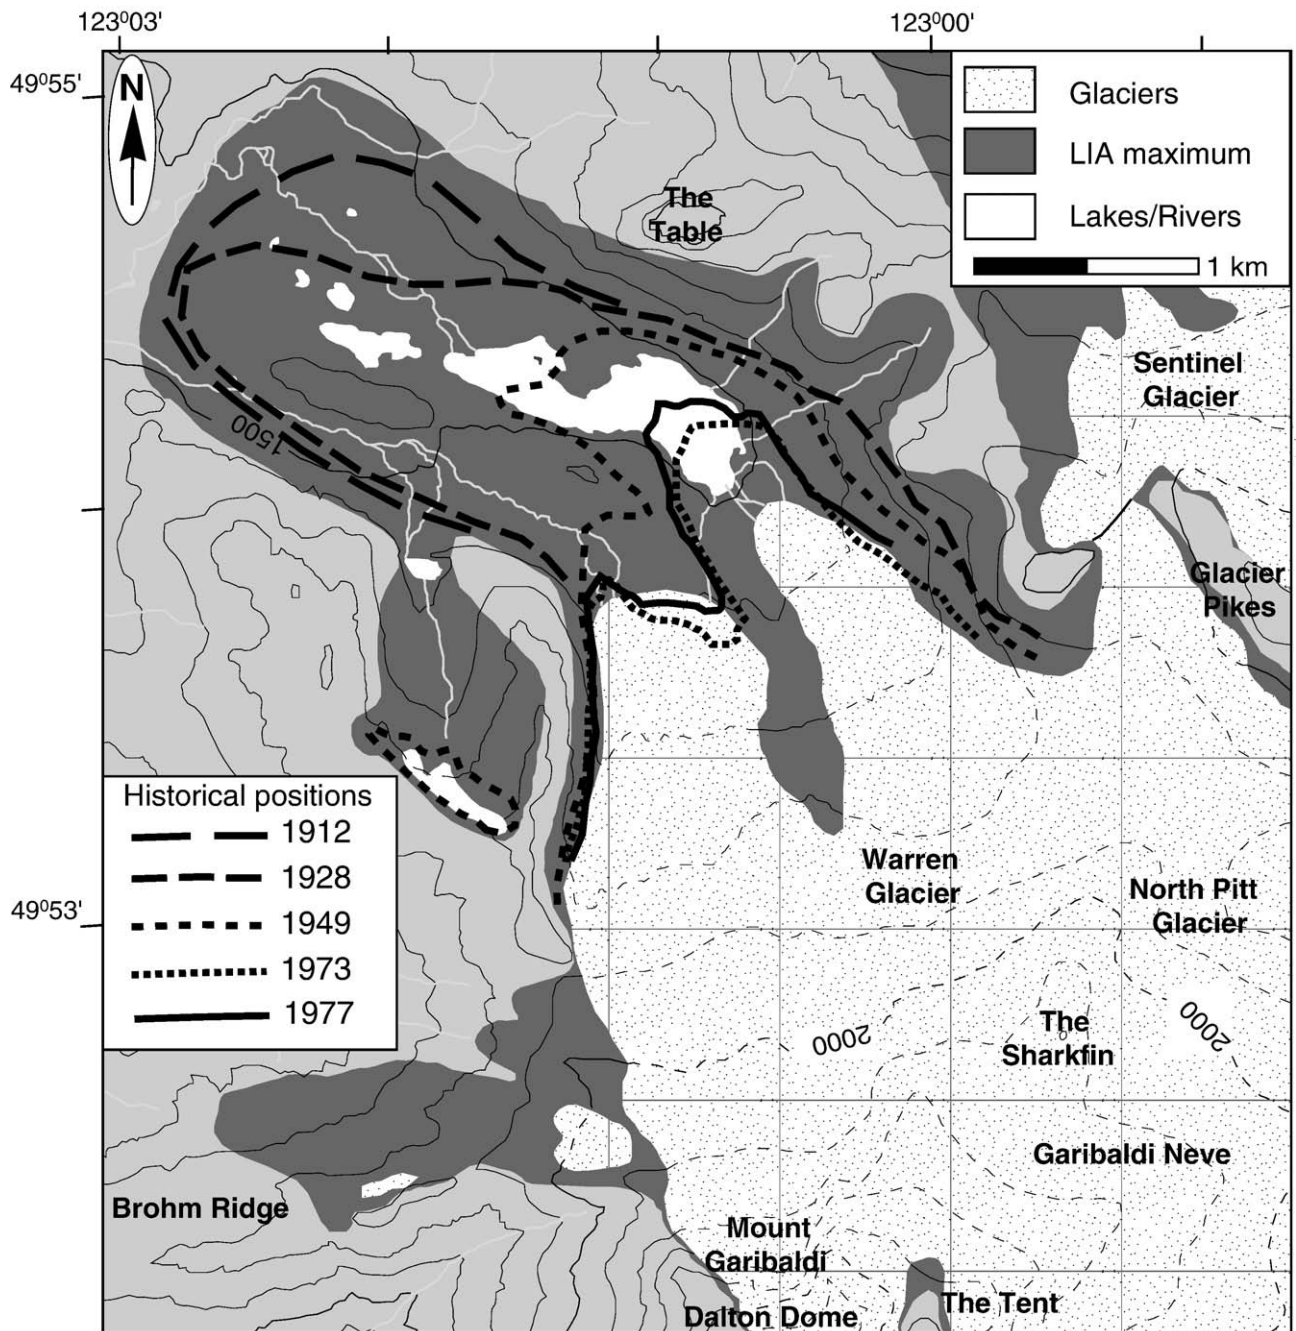 123⁰03'
123⁰00'
49⁰55'
N
Glaciers
LIA maximum
Lakes/Rivers
1 km
The
Table
Sentinel
Glacier
1500
Glacier
Pikes
Historical positions
1912
1928
1949
1973
1977
Warren
Glacier
North Pitt
Glacier
49⁰53'
The
Sharkfin
2000
2000
Garibaldi Neve
Brohm Ridge
Mount
Garibaldi
Dalton Dome
The Tent